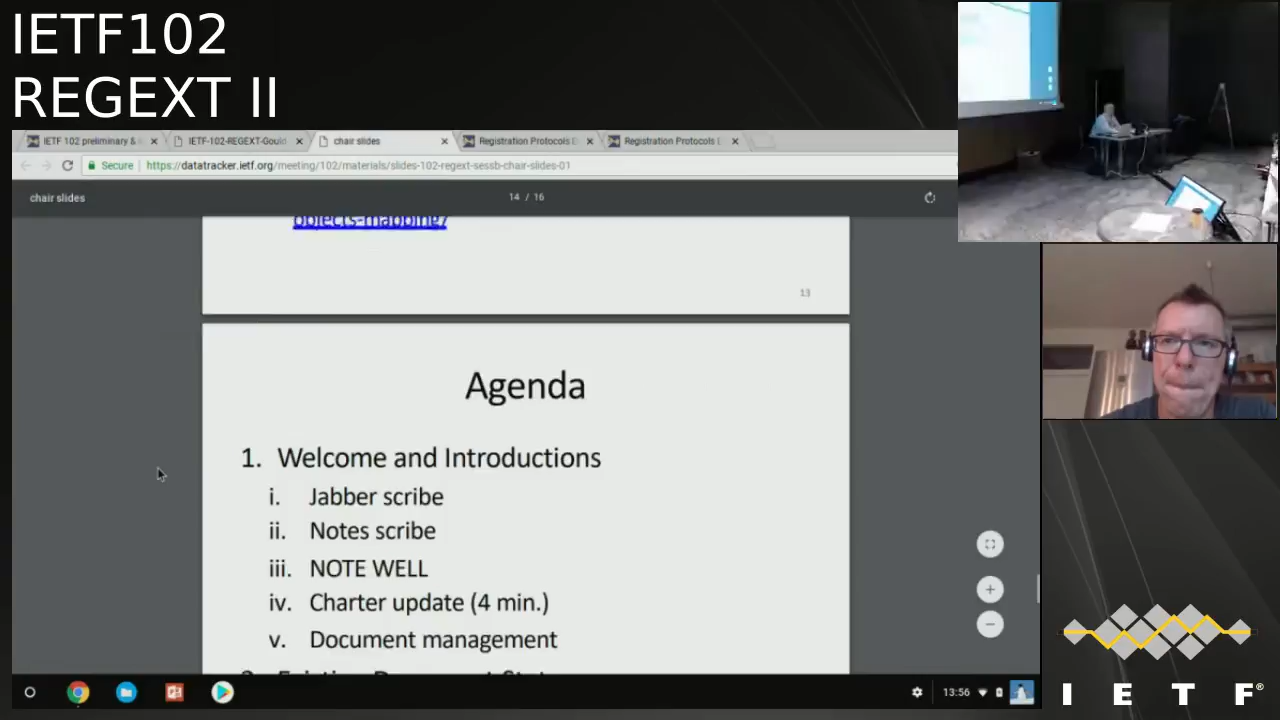 IETF102
REGEXT II
IETF 102 preliminary &
IETF-102-REGEXT-Gould
chair slides
Registration Protocols E
Registration Protocols E
Secure
https://datatracker.ietf.org/meeting/102/materials/slides-102-regext-sessb-chair-slides-01
chair slides
14 / 16
objects-mapping/
13
Agenda
1. Welcome and Introductions
i. Jabber scribe
ii. Notes scribe
iii. NOTE WELL
iv. Charter update (4 min.)
v. Document management
13:56
I E T F®